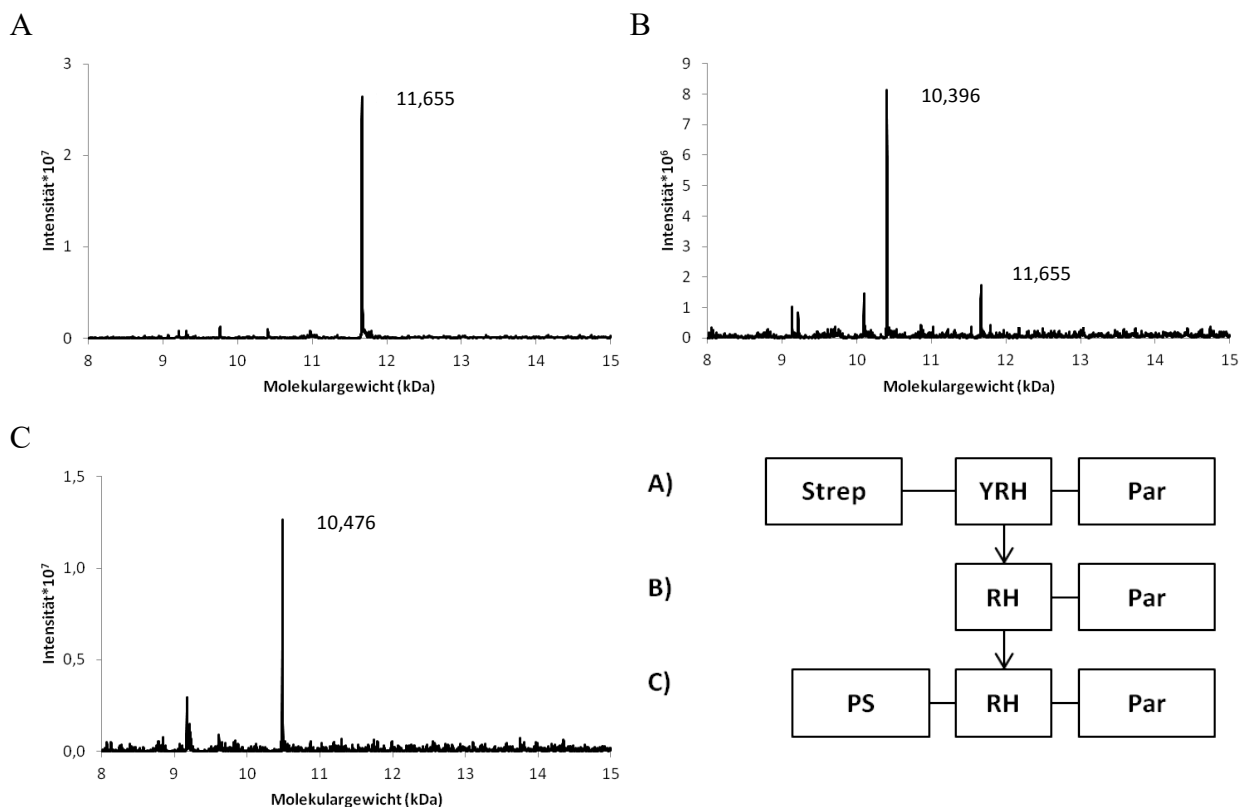 A
Intensität*10⁷
3
2
1
0
11,655
8 9 10 11 12 13 14 15
Molekulargewicht (kDa)
B
Intensität*10⁶
9
8
7
6
5
4
3
2
1
0
10,396
11,655
8 9 10 11 12 13 14 15
Molekulargewicht (kDa)
C
Intensität*10⁷
1,5
1,0
0,5
0,0
10,476
8 9 10 11 12 13 14 15
Molekulargewicht (kDa)
A) Strep YRH Par
B) RH Par
C) PS RH Par